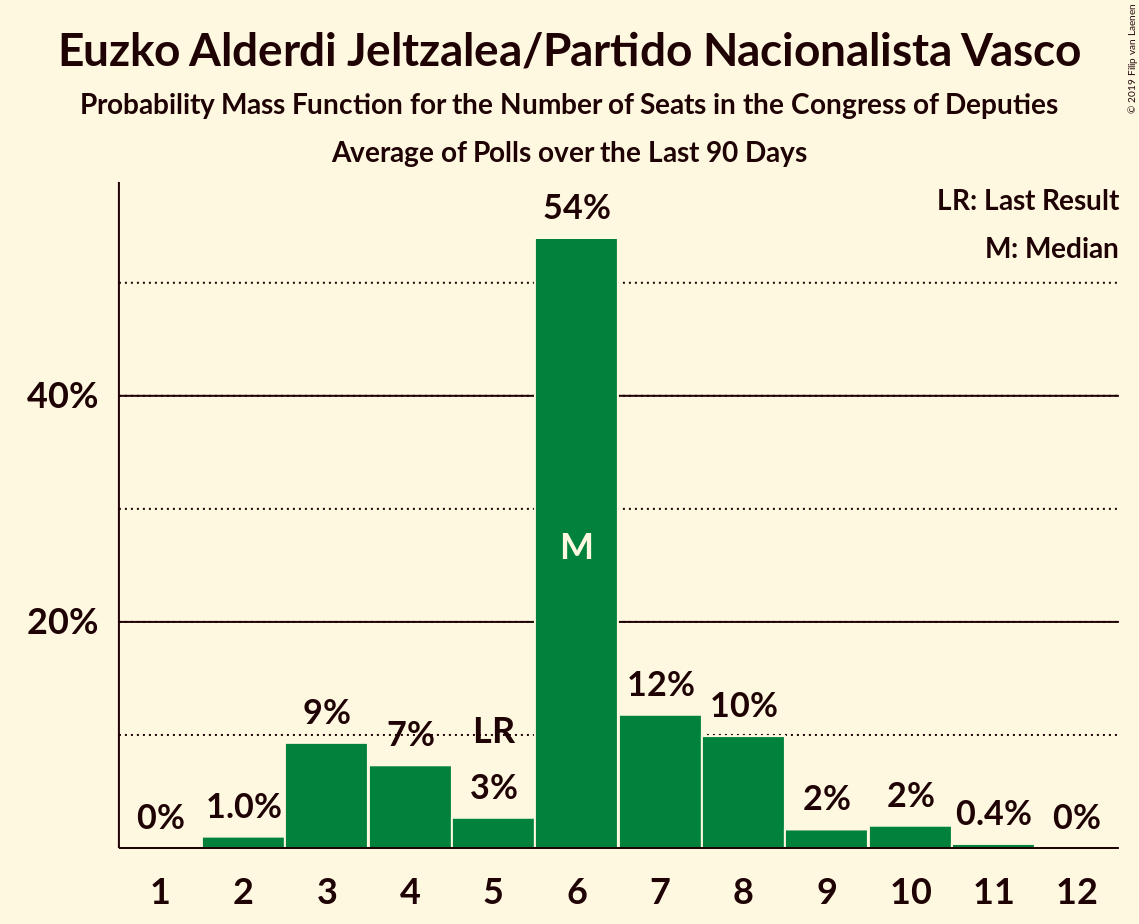 Euzko Alderdi Jeltzalea/Partido Nacionalista Vasco
Probability Mass Function for the Number of Seats in the Congress of Deputies
Average of Polls over the Last 90 Days
© 2019 Filip van Laenen
LR: Last Result
M: Median
40%
20%
0%
1.0%
9%
7%
LR
3%
54%
M
12%
10%
2%
2%
0.4%
0%
1 2 3 4 5 6 7 8 9 10 11 12